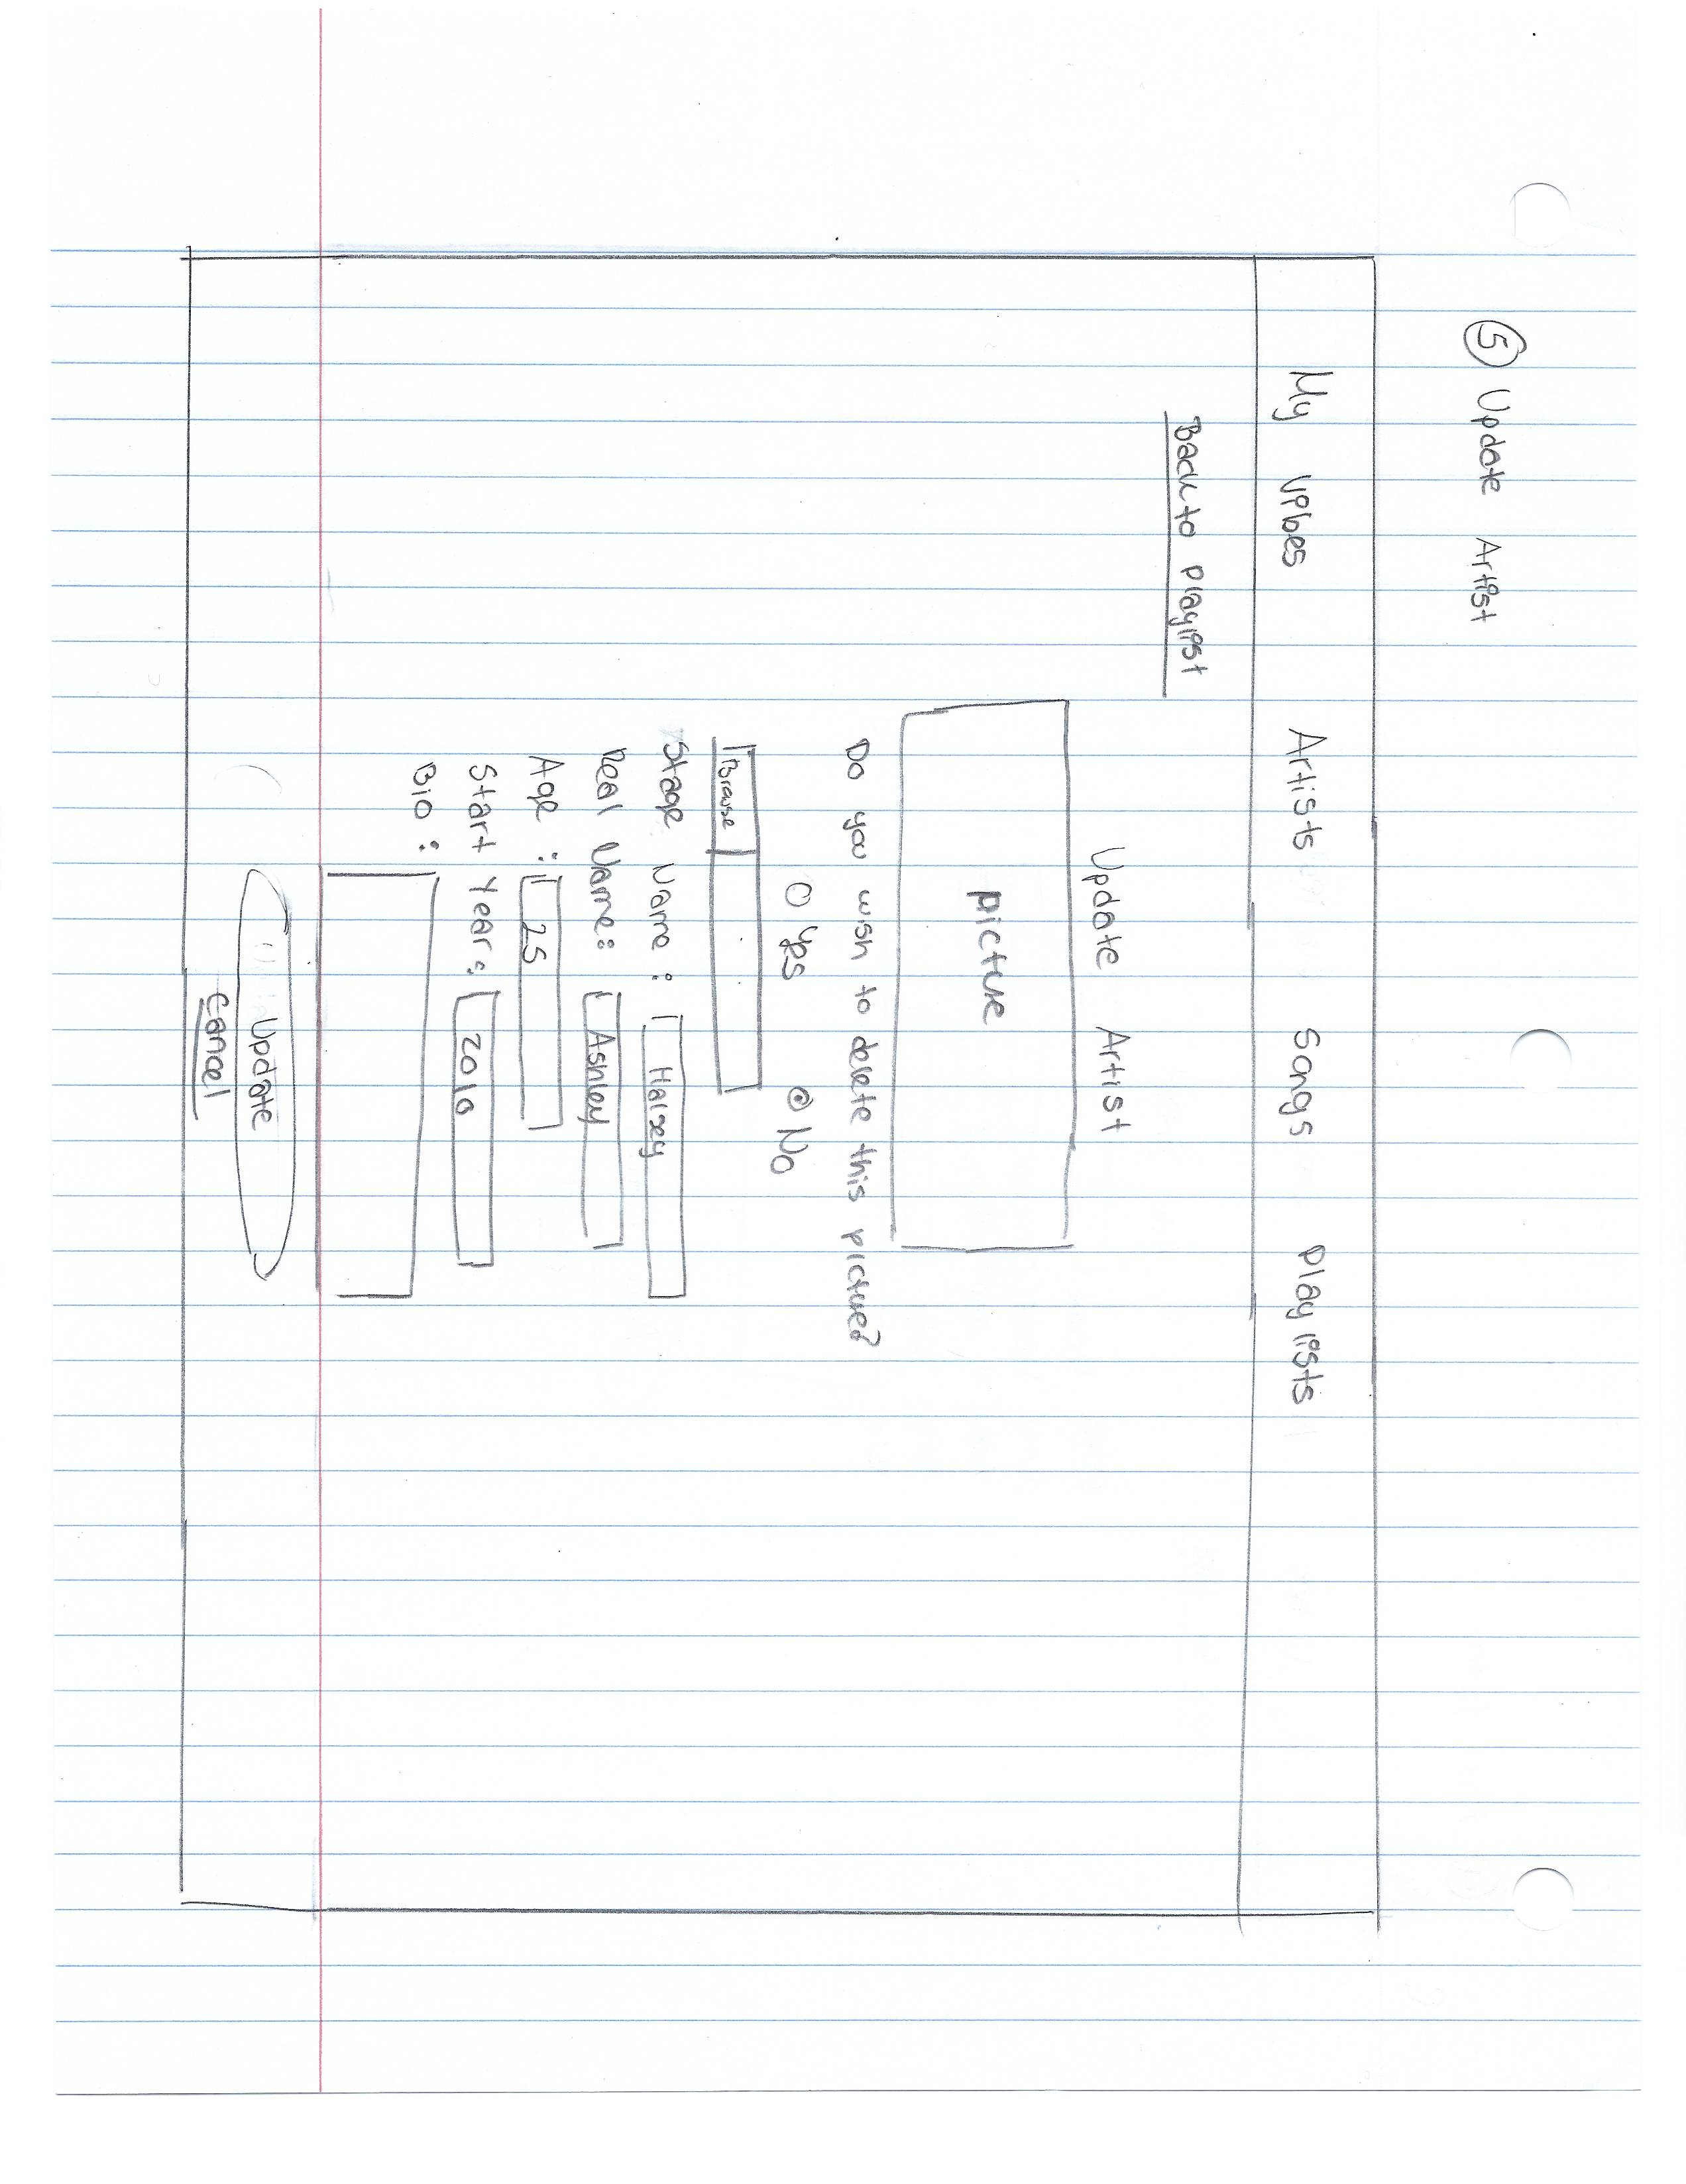 5 Update Artist
My Vibes Artists Songs Playlists
Back to Playlist
Update Artist
picture
Do you wish to delete this picture?
Yes No
Browse
Stage Name : Halsey
Real Name: Ashley
Age : 25
Start Year: 2010
Bio :
Update
Cancel